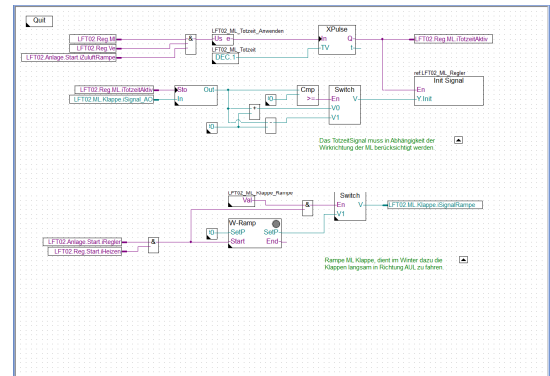 Quit
LFT02_ML_Totzeit_Anwenden
XPulse
LFT02.Reg.MI
&
Us e
In Q
LFT02.Reg.ML.iTotzeitAktiv
LFT02.Reg.Ve
LFT02_ML_Tetzeit
TV t
LFT02.Anlage.Start.iZuluftRampe
DEC.1
ref:LFT02_ML_Regler
Init Signal
LFT02.Reg.ML.iTotzeitAktiv
Sto Out
Cmp
Switch
En
LFT02.ML.Klappe.iSignal_AO
In
!0
>=
En V
Y.Init
V0
V1
!0
-
Das TotzeitSignal muss in Abhängigkeit der
Wirkrichtung der ML berücksichtigt werden.
LFT02_ML_Klappe_Rampe
Switch
Val
&
En V
LFT02.ML.Klappe.iSignalRampe
V1
W-Ramp
!0
SetP SetP
LFT02.Anlage.Start.iRegler
&
Start End
LFT02.Reg.Start.iHeizen
Rampe ML Klappe, dient im Winter dazu die
Klappen langsam in Richtung AUL zu fahren.